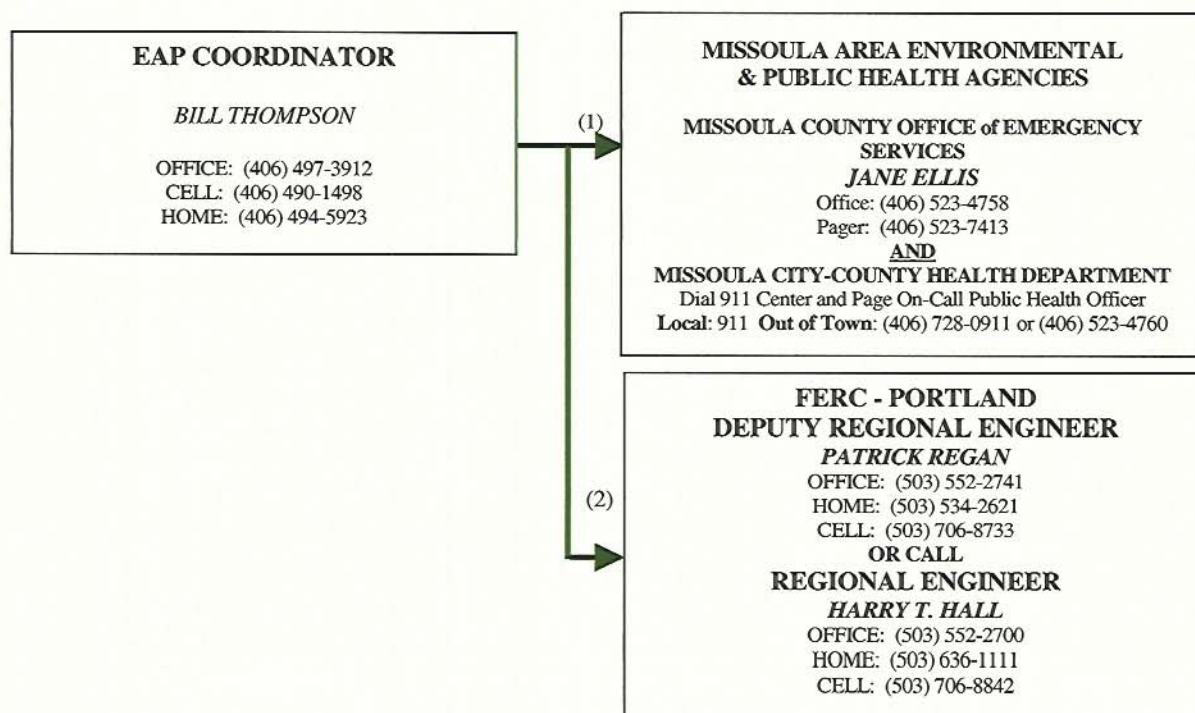 EAP COORDINATOR
BILL THOMPSON
OFFICE: (406) 497-3912
CELL: (406) 490-1498
HOME: (406) 494-5923
(1)
MISSOULA AREA ENVIRONMENTAL
& PUBLIC HEALTH AGENCIES
MISSOULA COUNTY OFFICE of EMERGENCY
SERVICES
JANE ELLIS
Office: (406) 523-4758
Pager: (406) 523-7413
AND
MISSOULA CITY-COUNTY HEALTH DEPARTMENT
Dial 911 Center and Page On-Call Public Health Officer
Local: 911 Out of Town: (406) 728-0911 or (406) 523-4760
(2)
FERC - PORTLAND
DEPUTY REGIONAL ENGINEER
PATRICK REGAN
OFFICE: (503) 552-2741
HOME: (503) 534-2621
CELL: (503) 706-8733
OR CALL
REGIONAL ENGINEER
HARRY T. HALL
OFFICE: (503) 552-2700
HOME: (503) 636-1111
CELL: (503) 706-8842